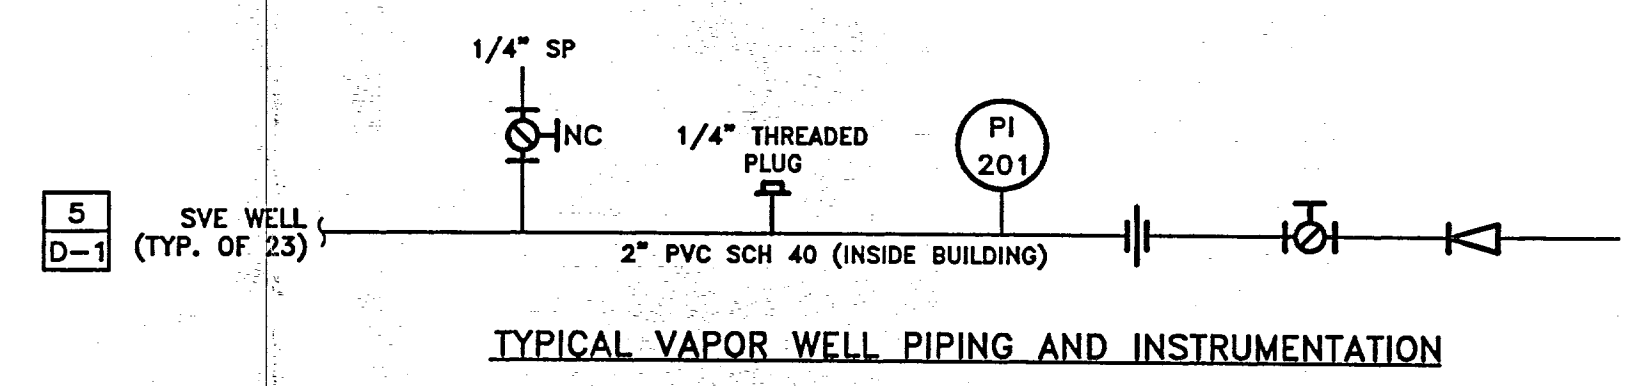 1/4" SP
NC
1/4" THREADED
PLUG
PI
201
5
D-1
SVE WELL
(TYP. OF 23)
2" PVC SCH 40 (INSIDE BUILDING)
TYPICAL VAPOR WELL PIPING AND INSTRUMENTATION